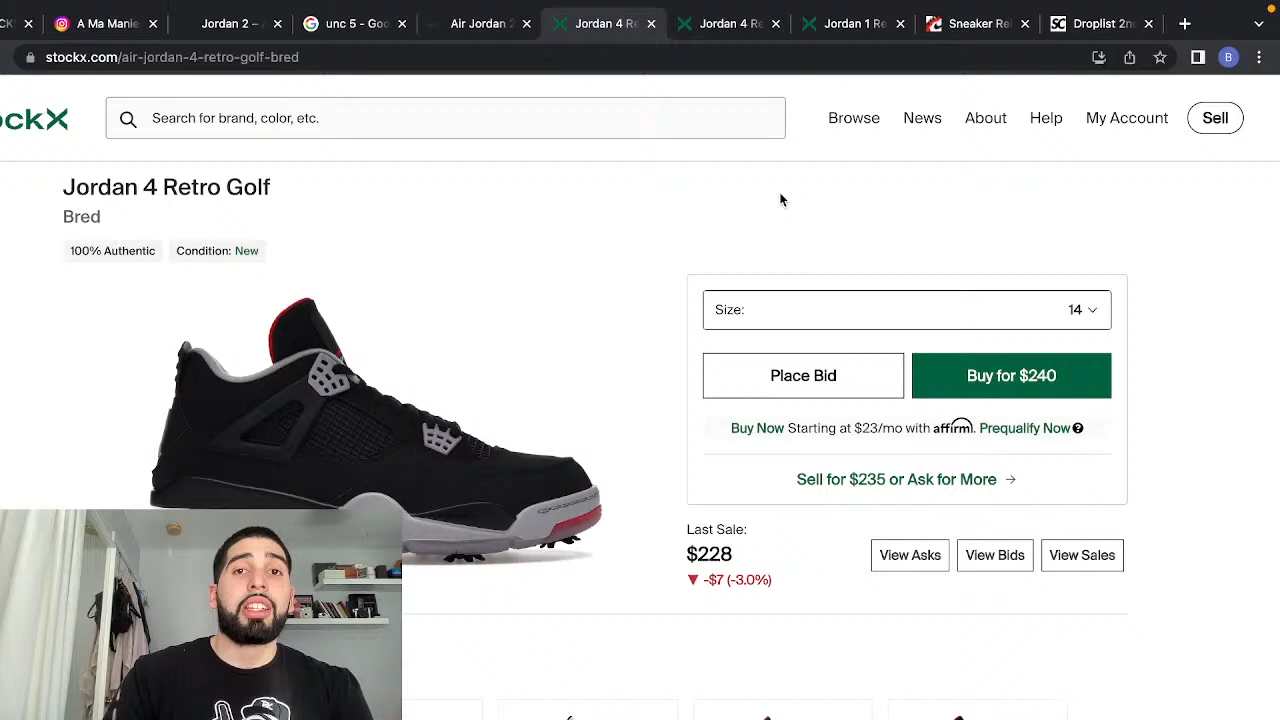 A Ma Manie
Jordan 2 –
unc 5 - Goo
Air Jordan 2
Jordan 4 Re
Jordan 4 Re
Jordan 1 Re
Sneaker Rel
Droplist 2n
stockx.com/air-jordan-4-retro-golf-bred
B
ockX
Search for brand, color, etc.
Browse
News
About
Help
My Account
Sell
Jordan 4 Retro Golf
Bred
100% Authentic
Condition: New
Size:
14
Place Bid
Buy for $240
Buy Now Starting at $23/mo with affirm. Prequalify Now
Sell for $235 or Ask for More →
Last Sale:
$228
▼ -$7 (-3.0%)
View Asks
View Bids
View Sales